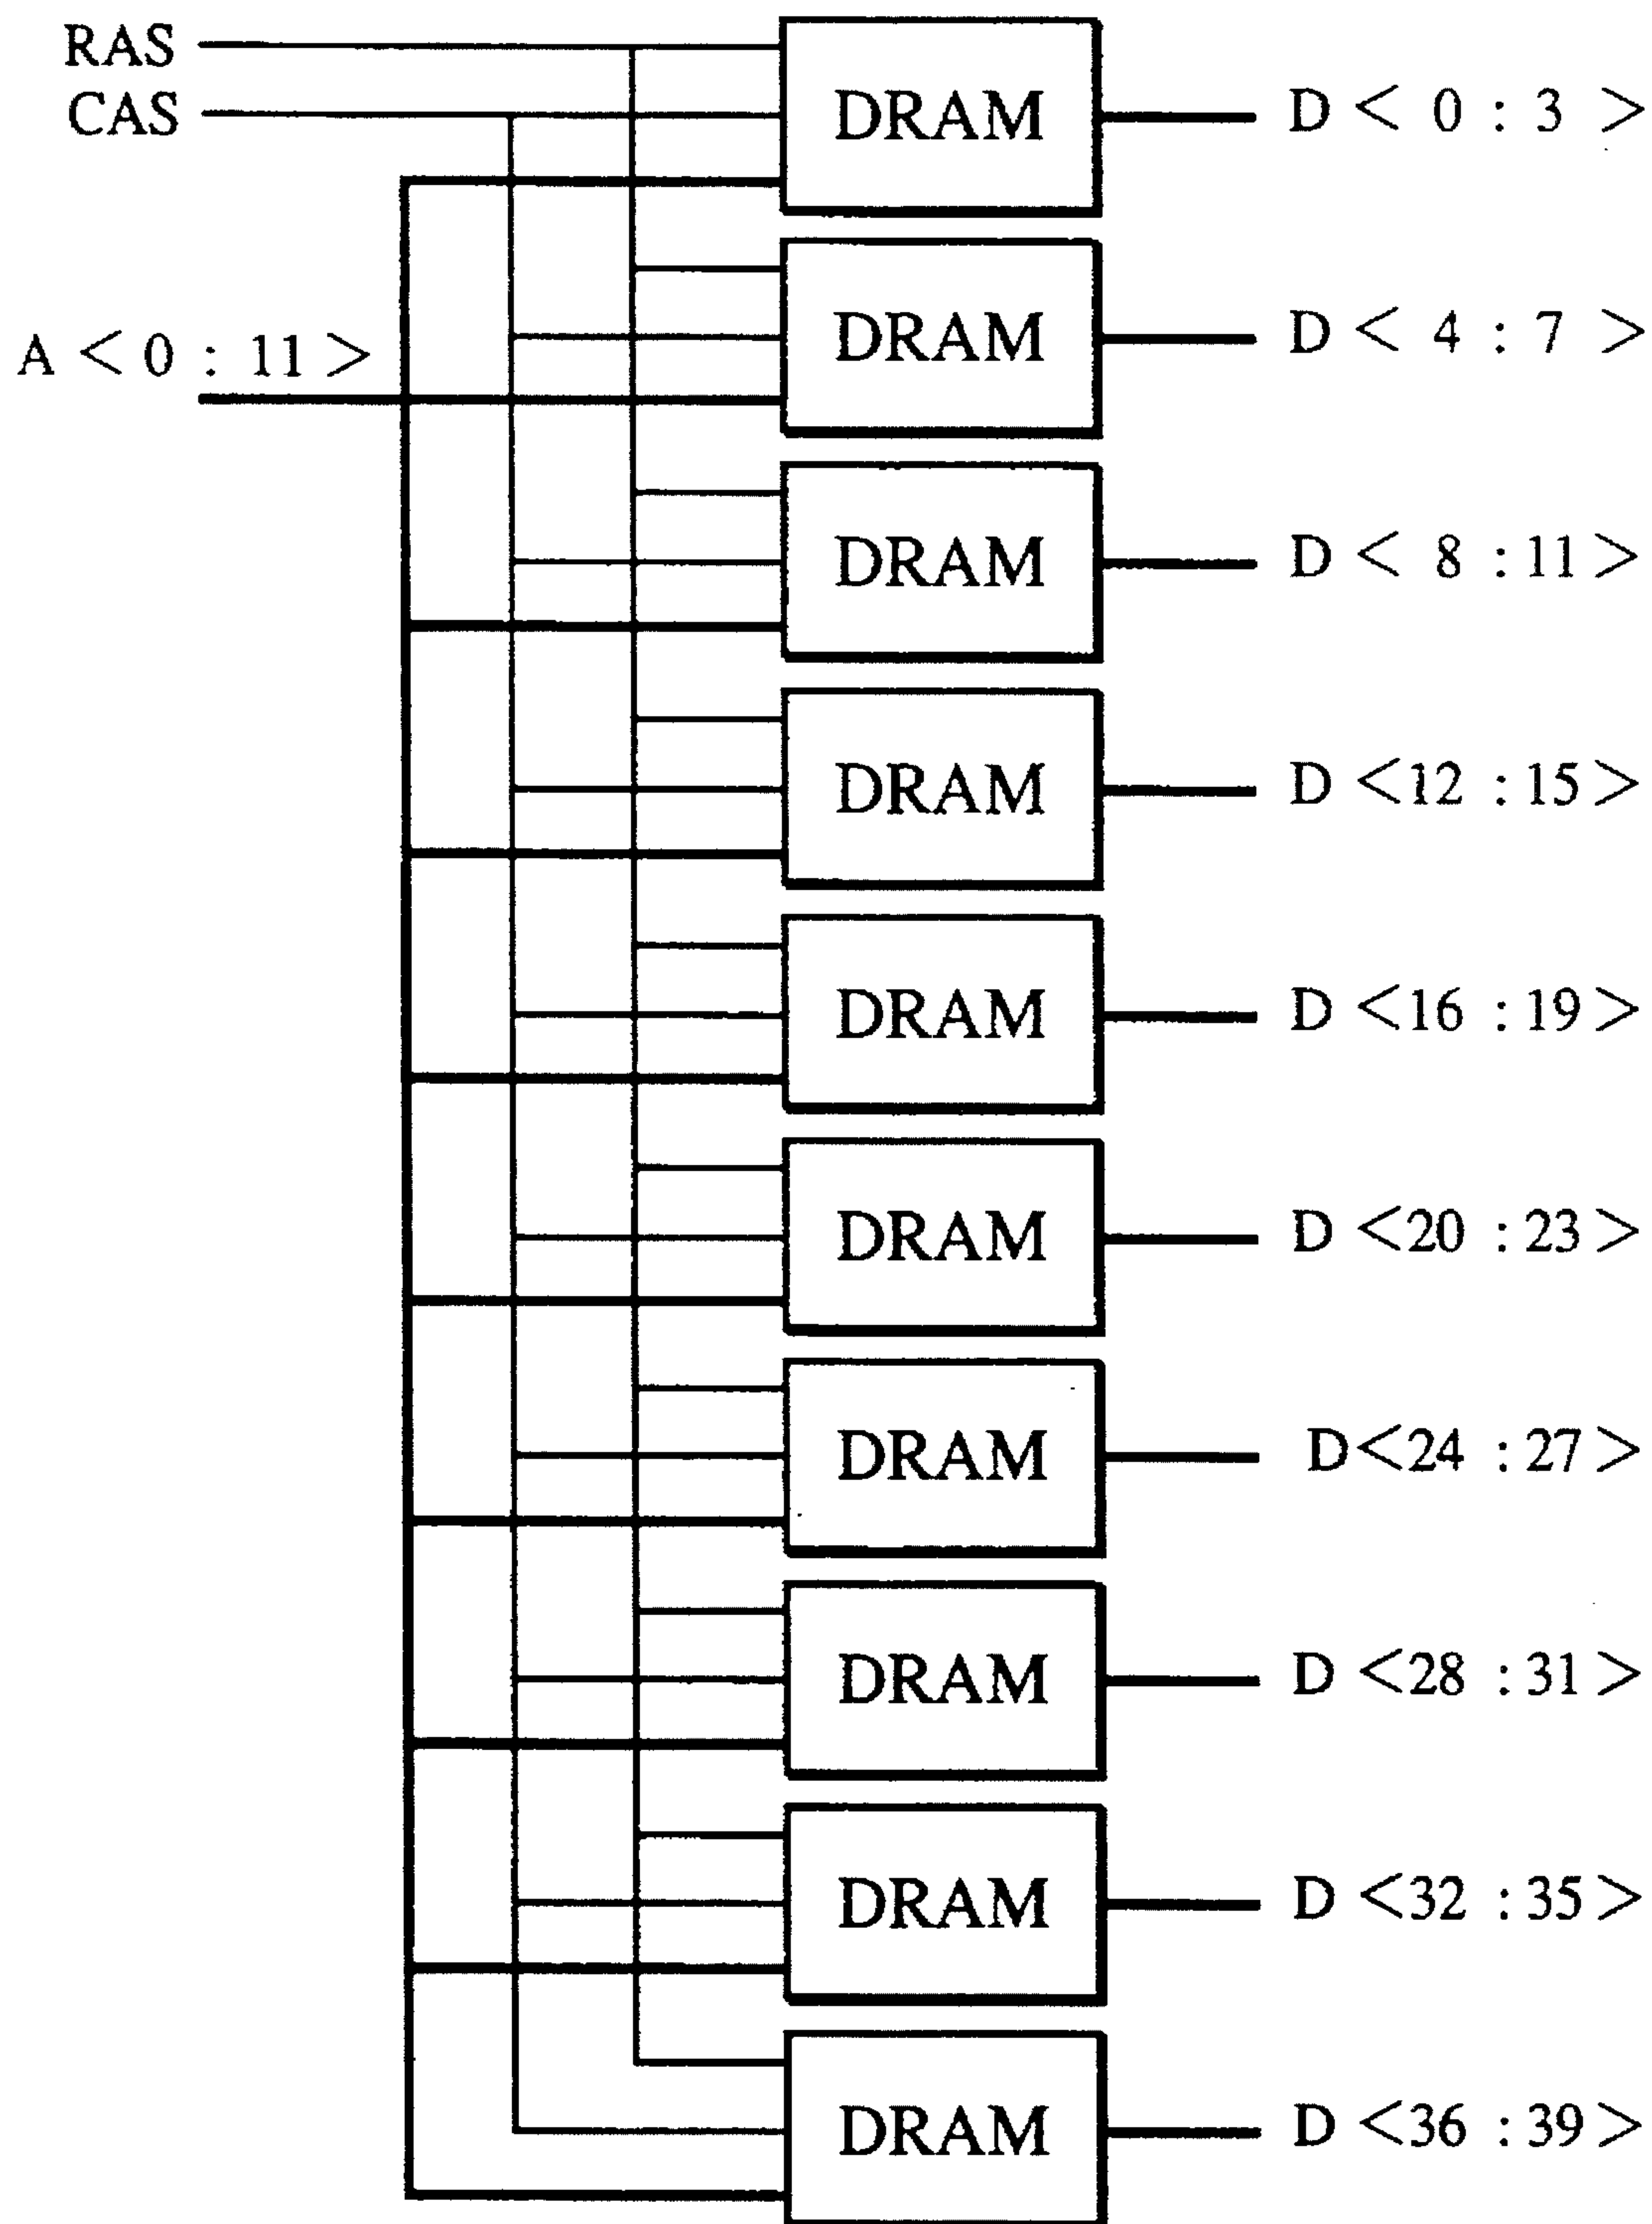 RAS
CAS
DRAM D < 0 : 3 >
DRAM D < 4 : 7 >
A < 0 : 11 >
DRAM D < 8 : 11 >
DRAM D < 12 : 15 >
DRAM D < 16 : 19 >
DRAM D < 20 : 23 >
DRAM D < 24 : 27 >
DRAM D < 28 : 31 >
DRAM D < 32 : 35 >
DRAM D < 36 : 39 >